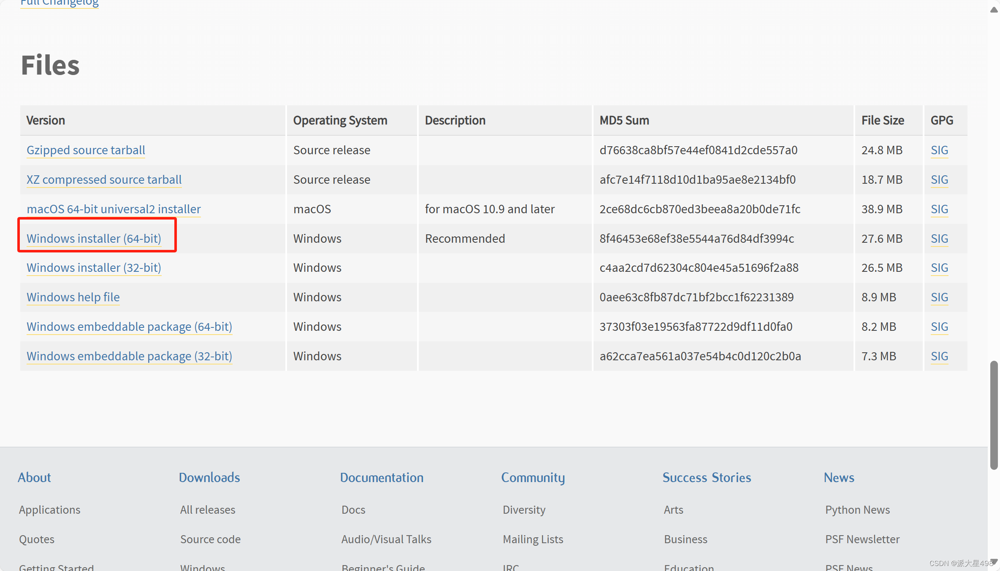 Full Changelog
Files
Version Operating System Description MD5 Sum File Size GPG
Gzipped source tarball Source release d76638ca8bf57e44ef0841d2cde557a0 24.8 MB SIG
XZ compressed source tarball Source release afc7e14f7118d10d1ba95ae8e2134bf0 18.7 MB SIG
macOS 64-bit universal2 installer macOS for macOS 10.9 and later 2ce68dc6cb870ed3beea8a20b0de71fc 38.9 MB SIG
Windows installer (64-bit) Windows Recommended 8f46453e68ef38e5544a76d84df3994c 27.6 MB SIG
Windows installer (32-bit) Windows c4aa2cd7d62304c804e45a51696f2a88 26.5 MB SIG
Windows help file Windows 0aee63c8fb87dc71bf2bcc1f62231389 8.9 MB SIG
Windows embeddable package (64-bit) Windows 37303f03e19563fa87722d9df11d0fa0 8.2 MB SIG
Windows embeddable package (32-bit) Windows a62cca7ea561a037e54b4c0d120c2b0a 7.3 MB SIG
About Downloads Documentation Community Success Stories News
Applications All releases Docs Diversity Arts Python News
Quotes Source code Audio/Visual Talks Mailing Lists Business PSF Newsletter
Getting Started Windows Beginner's Guide IRC Education PSF News
CSDN @派大星498